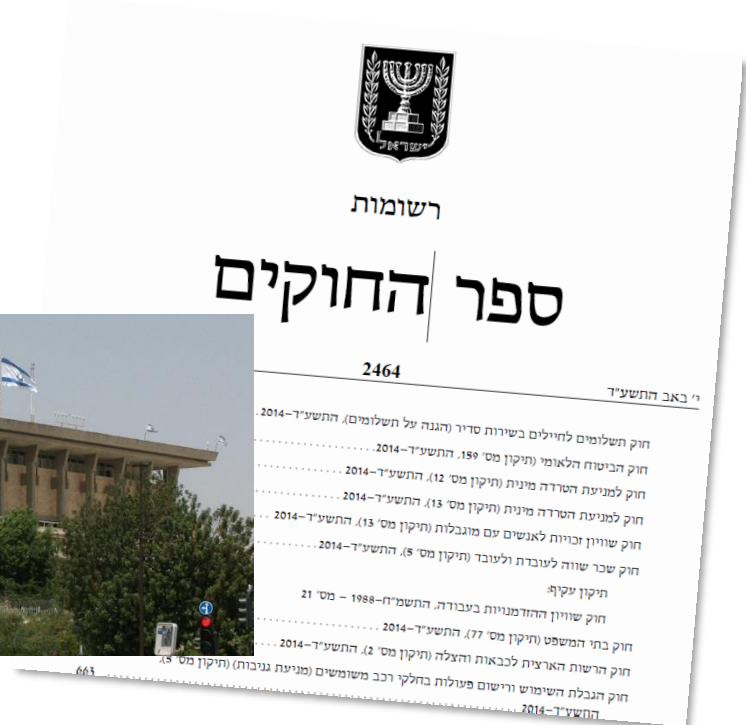 ישראל
רשומות
ספר החוקים
2464
י' באב התשע"ד
חוק תשלומים לחיילים בשירות סדיר (הגנה על תשלומים), התשע"ד–2014
חוק הביטוח הלאומי (תיקון מס' 159), התשע"ד–2014
חוק למניעת הטרדה מינית (תיקון מס' 12), התשע"ד–2014
חוק למניעת הטרדה מינית (תיקון מס' 13), התשע"ד–2014
חוק שוויון זכויות לאנשים עם מוגבלות (תיקון מס' 13), התשע"ד–2014
חוק שכר שווה לעובדת ולעובד (תיקון מס' 5), התשע"ד–2014
תיקון עקיף:
חוק שוויון ההזדמנויות בעבודה, התשמ"ח–1988 – מס' 21
חוק בתי המשפט (תיקון מס' 77), התשע"ד–2014
חוק הרשות הארצית לכבאות והצלה (תיקון מס' 2), התשע"ד–2014
חוק הגבלת השימוש ורישום פעולות בחלקי רכב משומשים (מניעת גניבות) (תיקון מס' 5),
התשע"ד–2014 663